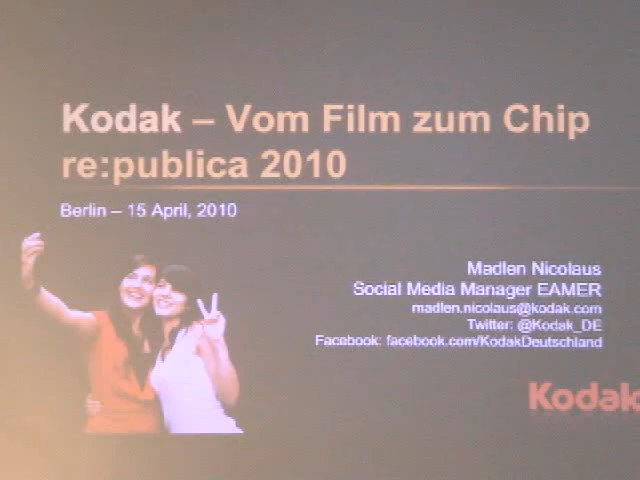 Kodak – Vom Film zum Chip
re:publica 2010
Berlin – 15 April, 2010
Madlen Nicolaus
Social Media Manager EAMER
madlen.nicolaus@kodak.com
Twitter: @Kodak_DE
Facebook: facebook.com/KodakDeutschland
Kodak